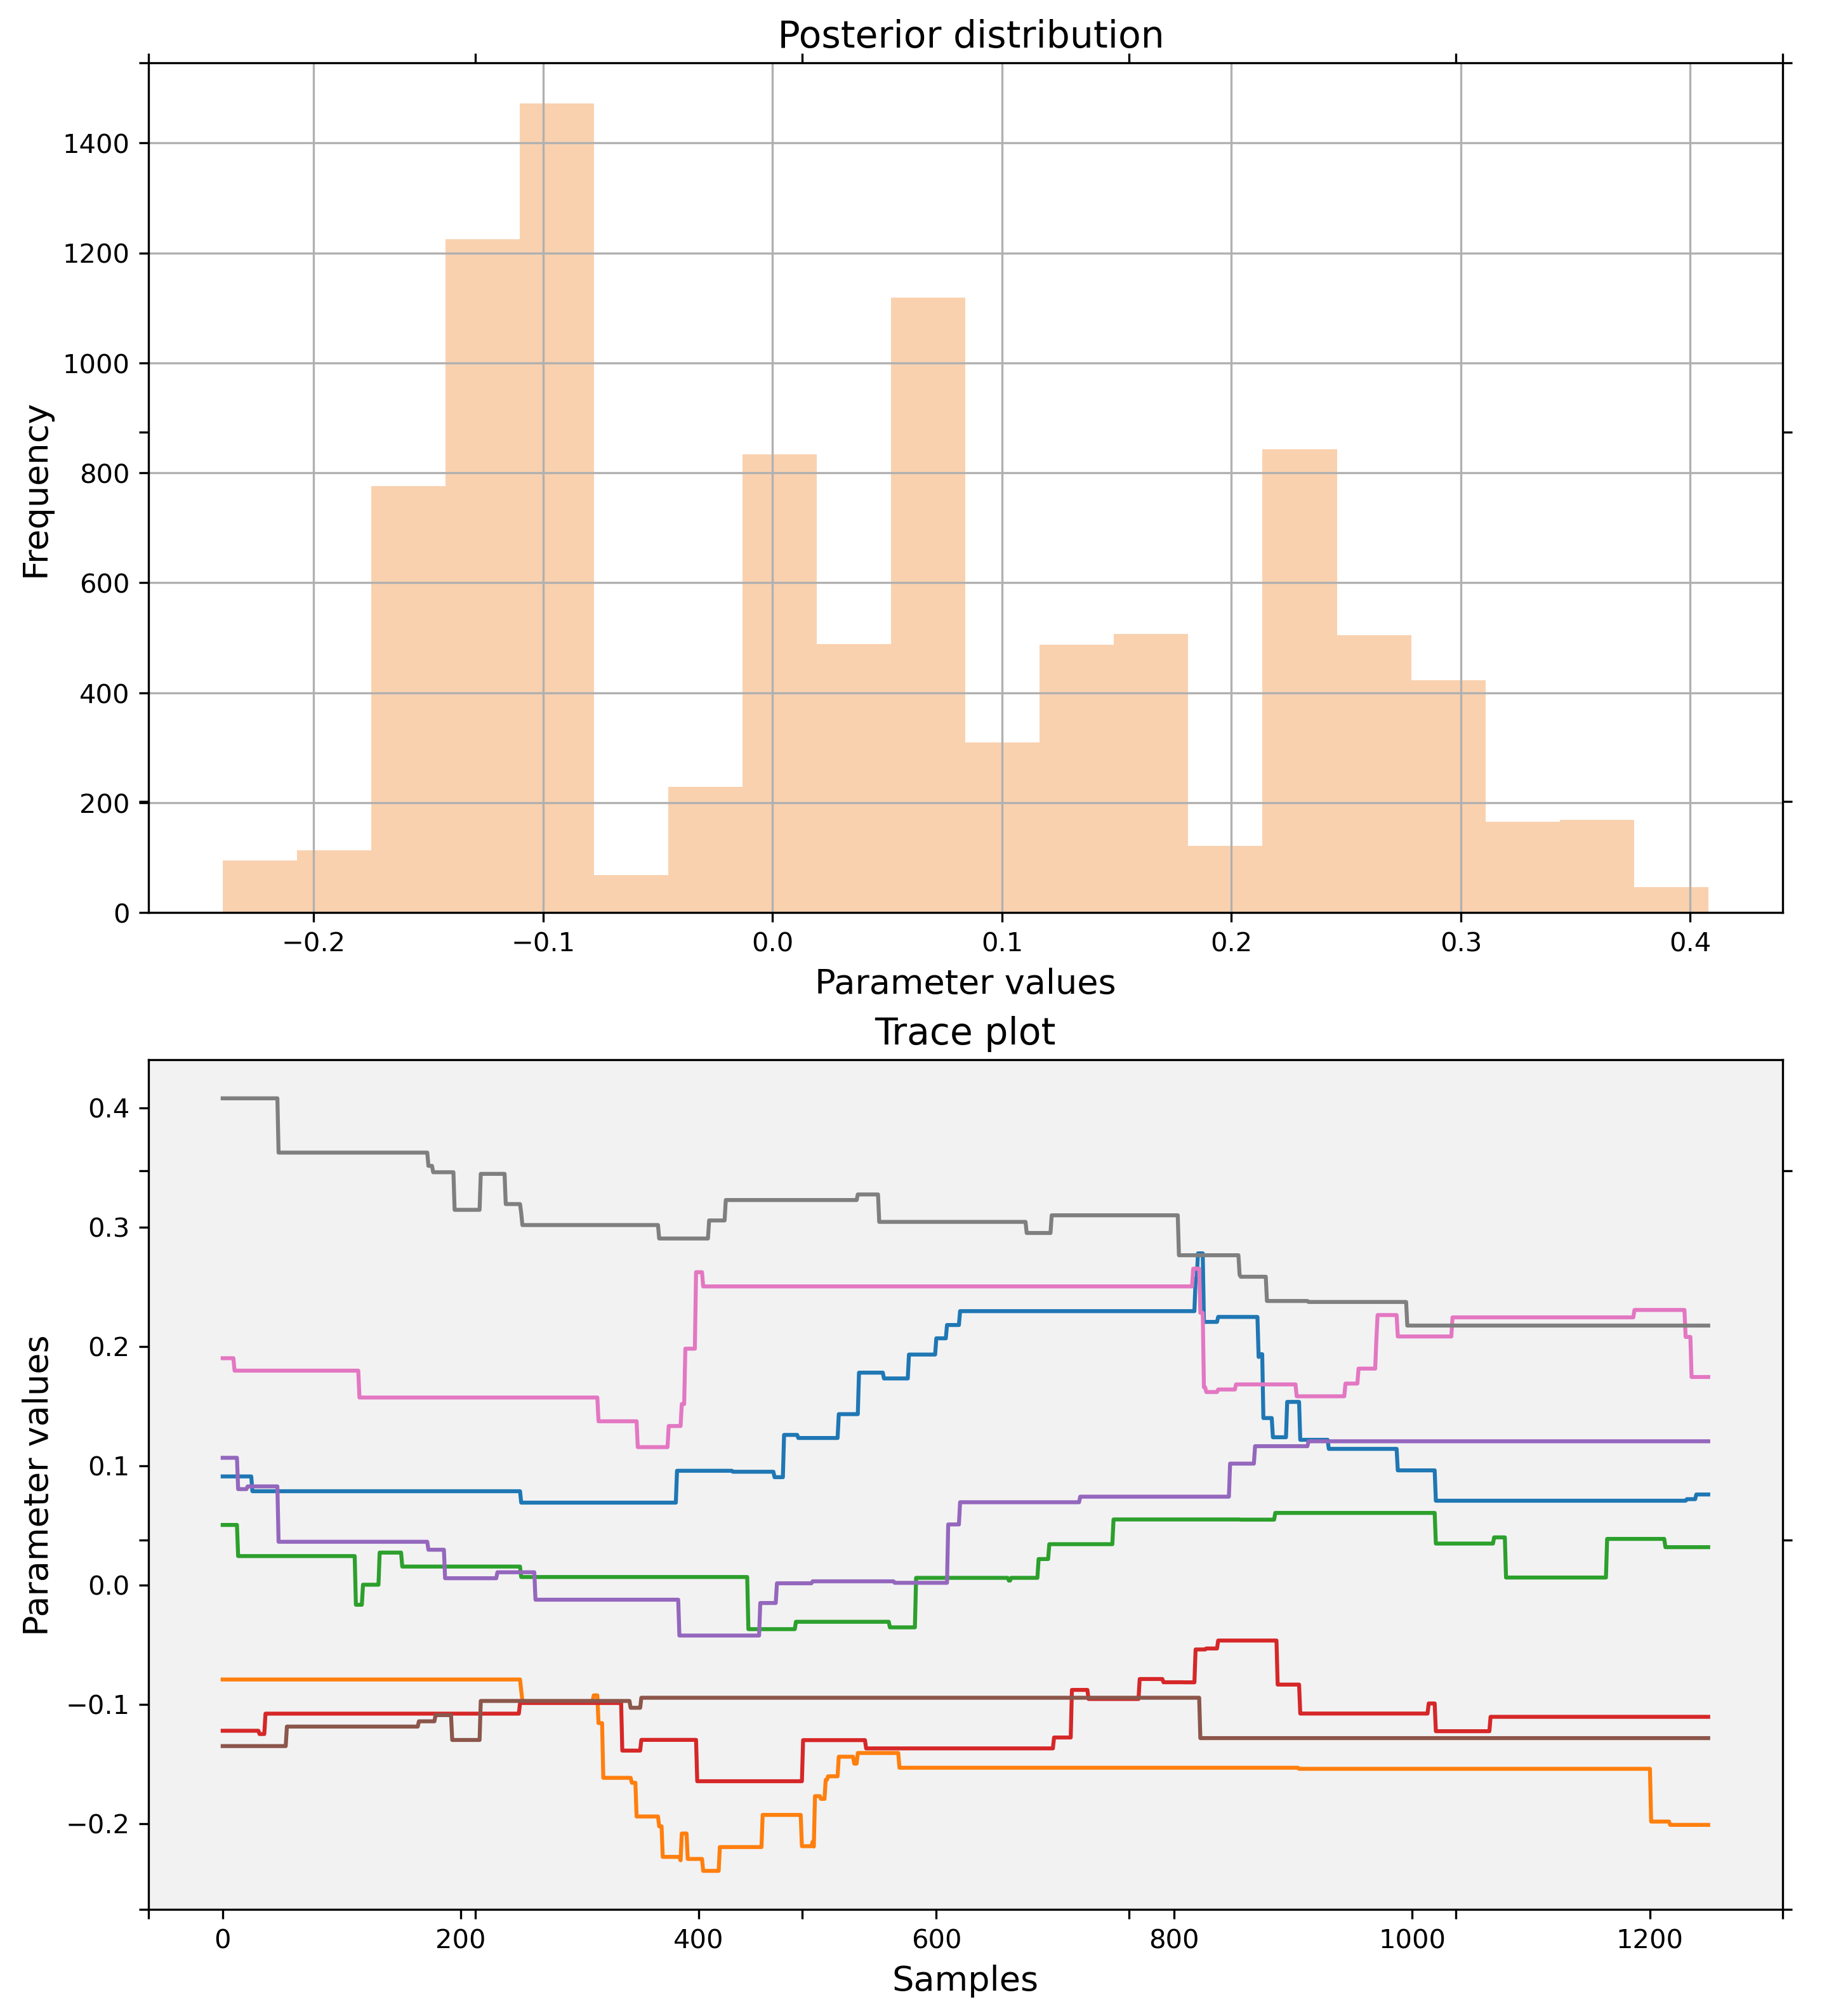 Posterior distribution
1400
1200
1000
800
600
400
200
0
Frequency
−0.2 −0.1 0.0 0.1 0.2 0.3 0.4
Parameter values
Trace plot
0.4
0.3
0.2
0.1
0.0
−0.1
−0.2
Parameter values
0 200 400 600 800 1000 1200
Samples